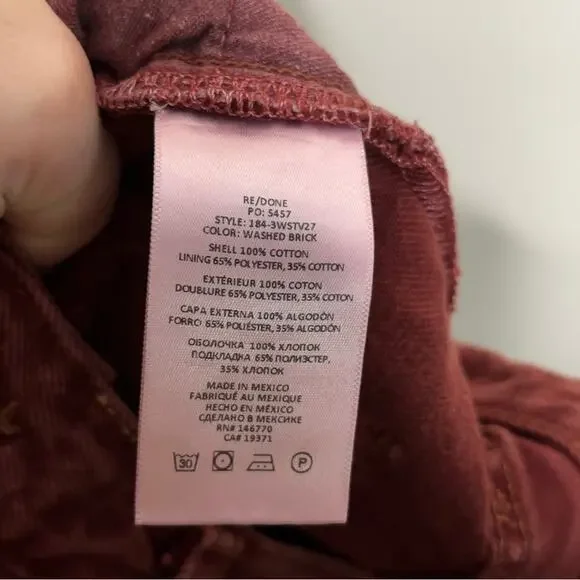 RE/DONE
PO: 5457
STYLE: 184-3WSTV27
COLOR: WASHED BRICK
SHELL 100% COTTON
LINING 65% POLYESTER, 35% COTTON
EXTÉRIEUR 100% COTON
DOUBLURE 65% POLYESTER, 35% COTON
CAPA EXTERNA 100% ALGODÓN
FORRO 65% POLIÉSTER, 35% ALGODÓN
ОБОЛОЧКА 100% ХЛОПОК
ПОДКЛАДКА 65% ПОЛИЭСТЕР,
35% ХЛОПОК
MADE IN MEXICO
FABRIQUÉ AU MEXIQUE
HECHO EN MÉXICO
СДЕЛАНО В МЕКСИКЕ
RN# 146770
CA# 19371
30 P